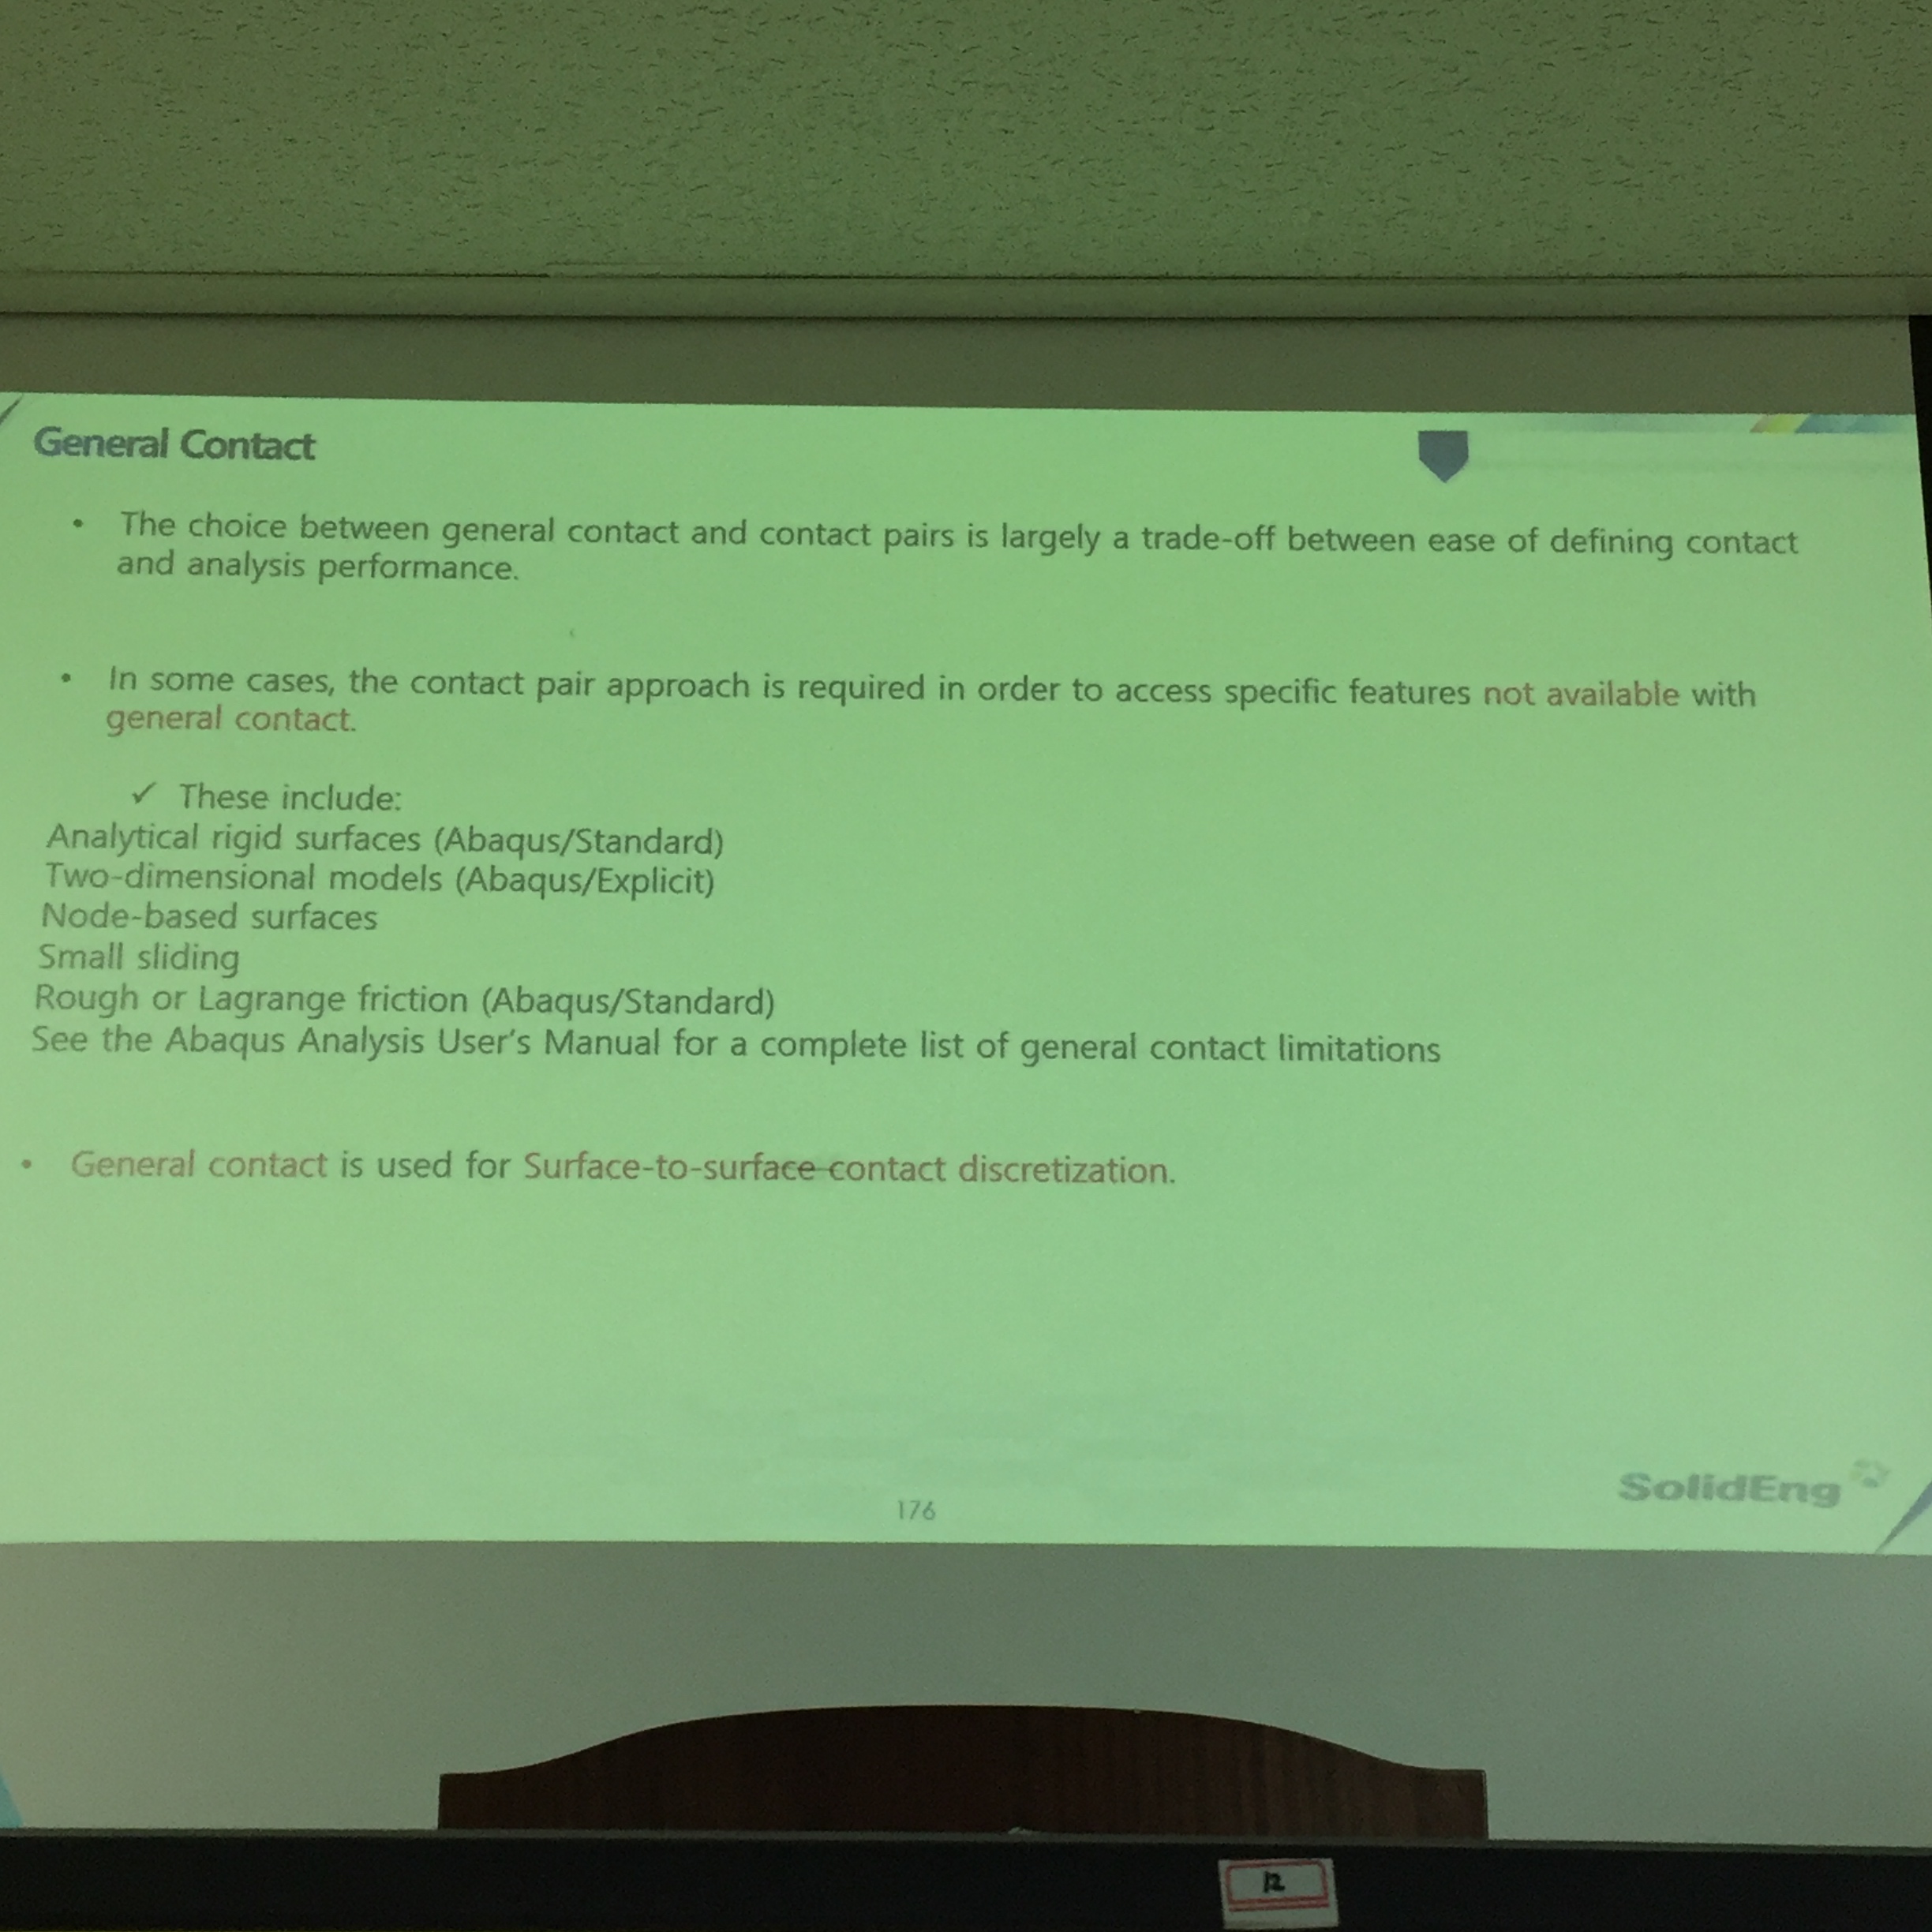 General Contact
• The choice between general contact and contact pairs is largely a trade-off between ease of defining contact
and analysis performance.
• In some cases, the contact pair approach is required in order to access specific features not available with
general contact.
✓ These include:
Analytical rigid surfaces (Abaqus/Standard)
Two-dimensional models (Abaqus/Explicit)
Node-based surfaces
Small sliding
Rough or Lagrange friction (Abaqus/Standard)
See the Abaqus Analysis User's Manual for a complete list of general contact limitations
• General contact is used for Surface-to-surface contact discretization.
SolidEng
176
12